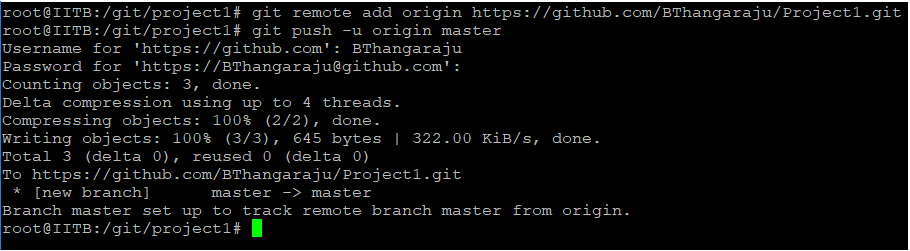 root@IITB:/git/project1# git remote add origin https://github.com/BThangaraju/Project1.git
root@IITB:/git/project1# git push -u origin master
Username for 'https://github.com': BThangaraju
Password for 'https://BThangaraju@github.com':
Counting objects: 3, done.
Delta compression using up to 4 threads.
Compressing objects: 100% (2/2), done.
Writing objects: 100% (3/3), 645 bytes | 322.00 KiB/s, done.
Total 3 (delta 0), reused 0 (delta 0)
To https://github.com/BThangaraju/Project1.git
 * [new branch]      master -> master
Branch master set up to track remote branch master from origin.
root@IITB:/git/project1#